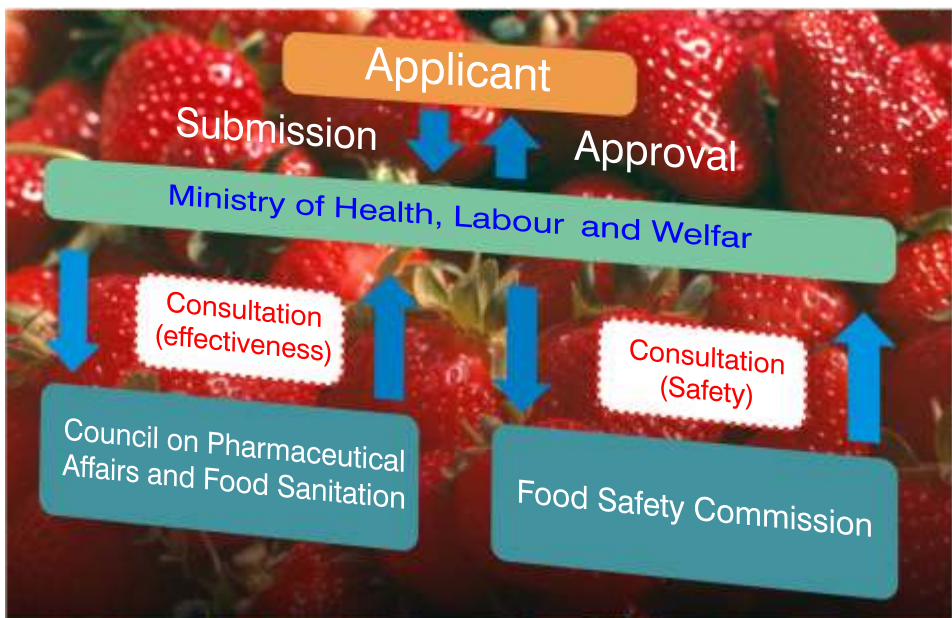 Applicant
Submission
Approval
Ministry of Health, Labour and Welfar
Consultation
(effectiveness)
Consultation
(Safety)
Council on Pharmaceutical
Affairs and Food Sanitation
Food Safety Commission